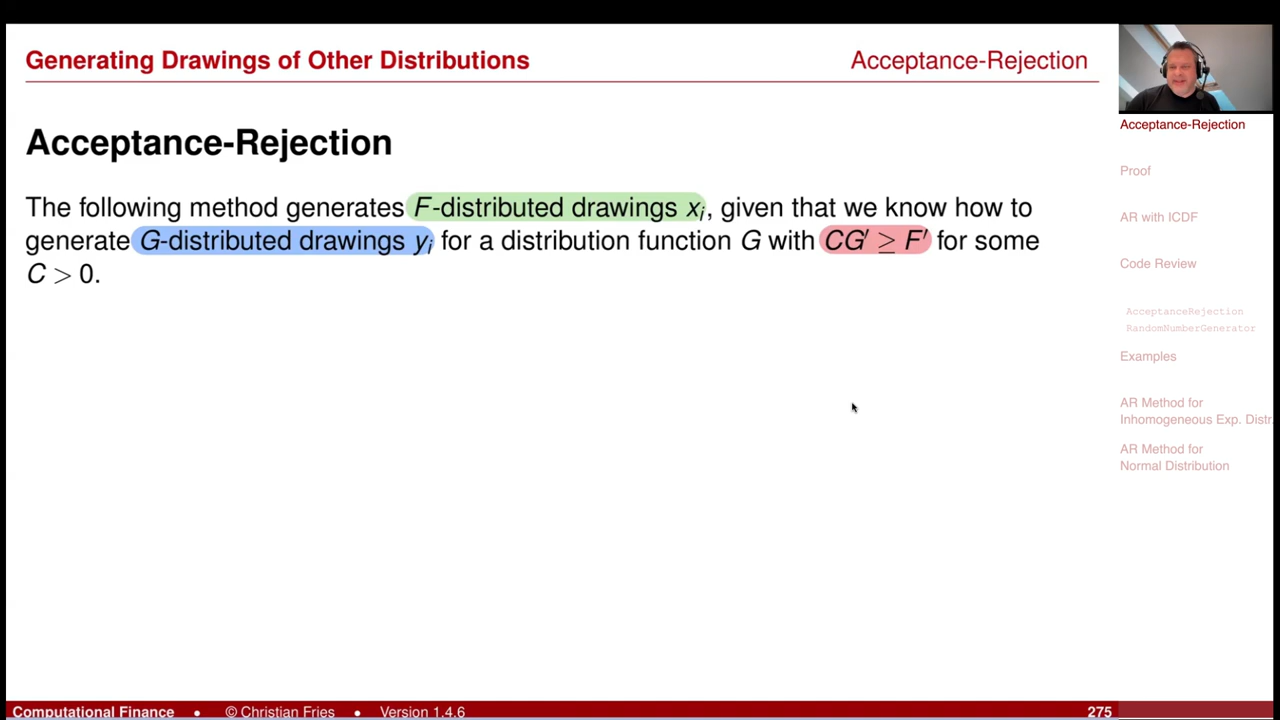 Generating Drawings of Other Distributions
Acceptance-Rejection
Acceptance-Rejection
The following method generates F-distributed drawings xᵢ, given that we know how to
generate G-distributed drawings yᵢ for a distribution function G with CG′ ≥ F′ for some
C > 0.
Acceptance-Rejection
Proof
AR with ICDF
Code Review
AcceptanceRejection
RandomNumberGenerator
Examples
AR Method for
Inhomogeneous Exp. Distr.
AR Method for
Normal Distribution
Computational Finance • © Christian Fries • Version 1.4.6
275